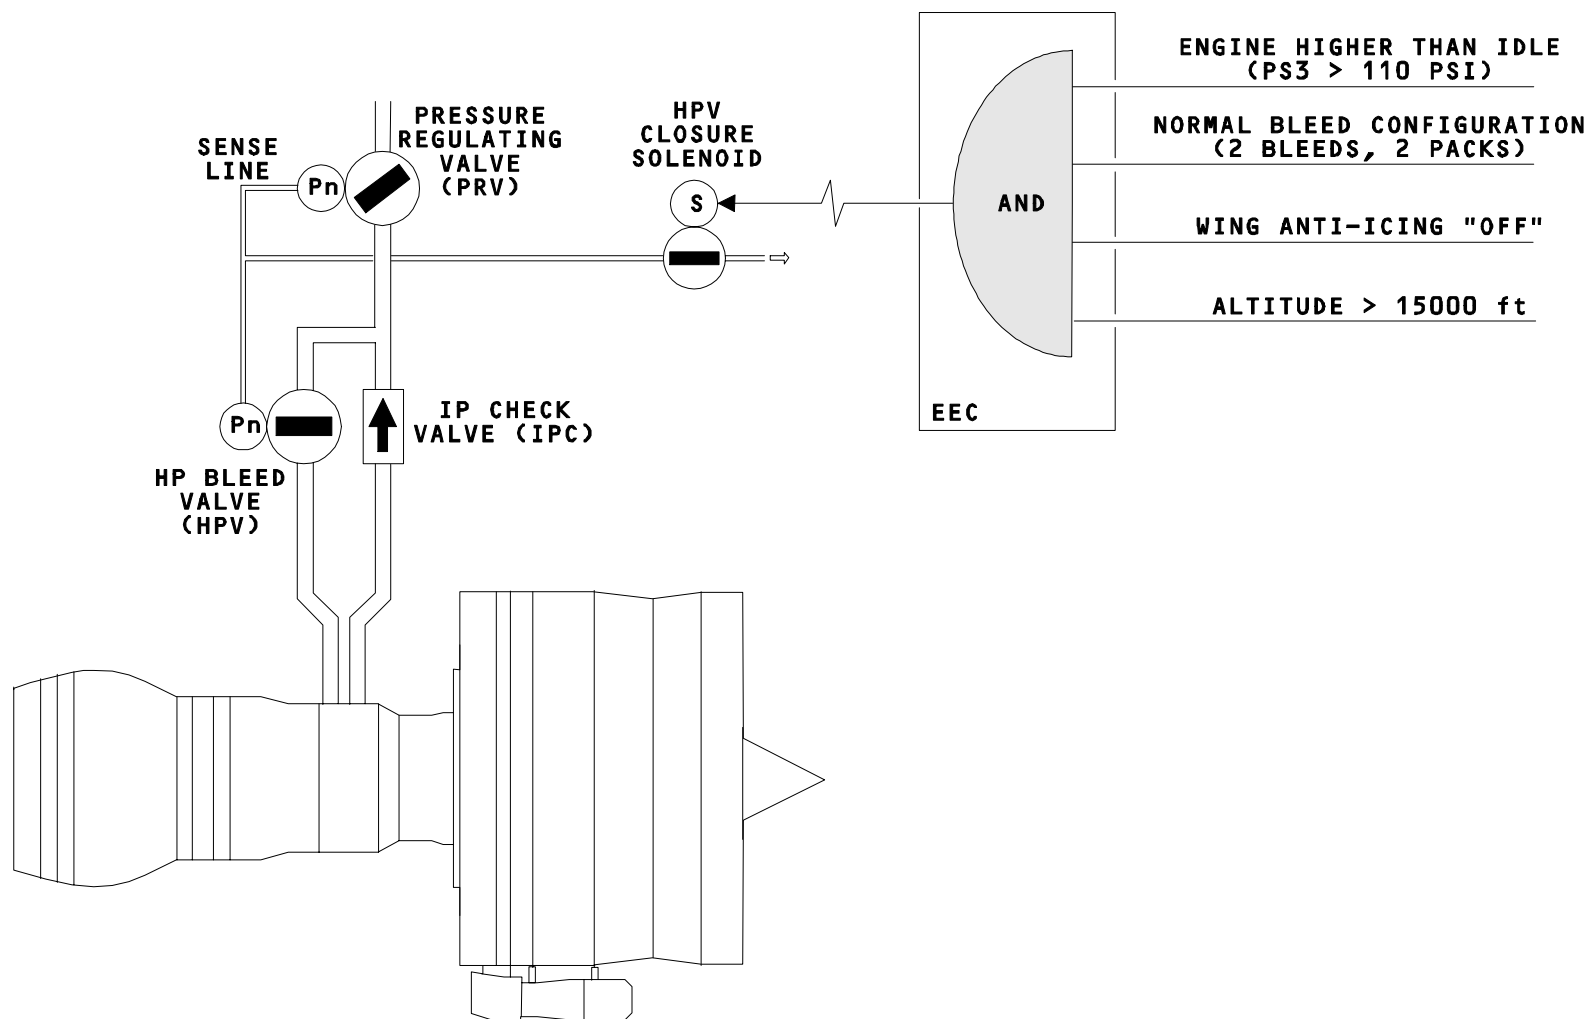 ENGINE HIGHER THAN IDLE
(PS3 > 110 PSI)
NORMAL BLEED CONFIGURATION
(2 BLEEDS, 2 PACKS)
WING ANTI-ICING "OFF"
ALTITUDE > 15000 ft
AND
EEC
HPV
CLOSURE
SOLENOID
S
PRESSURE
REGULATING
VALVE
(PRV)
SENSE
LINE
Pn
Pn
IP CHECK
VALVE (IPC)
HP BLEED
VALVE
(HPV)